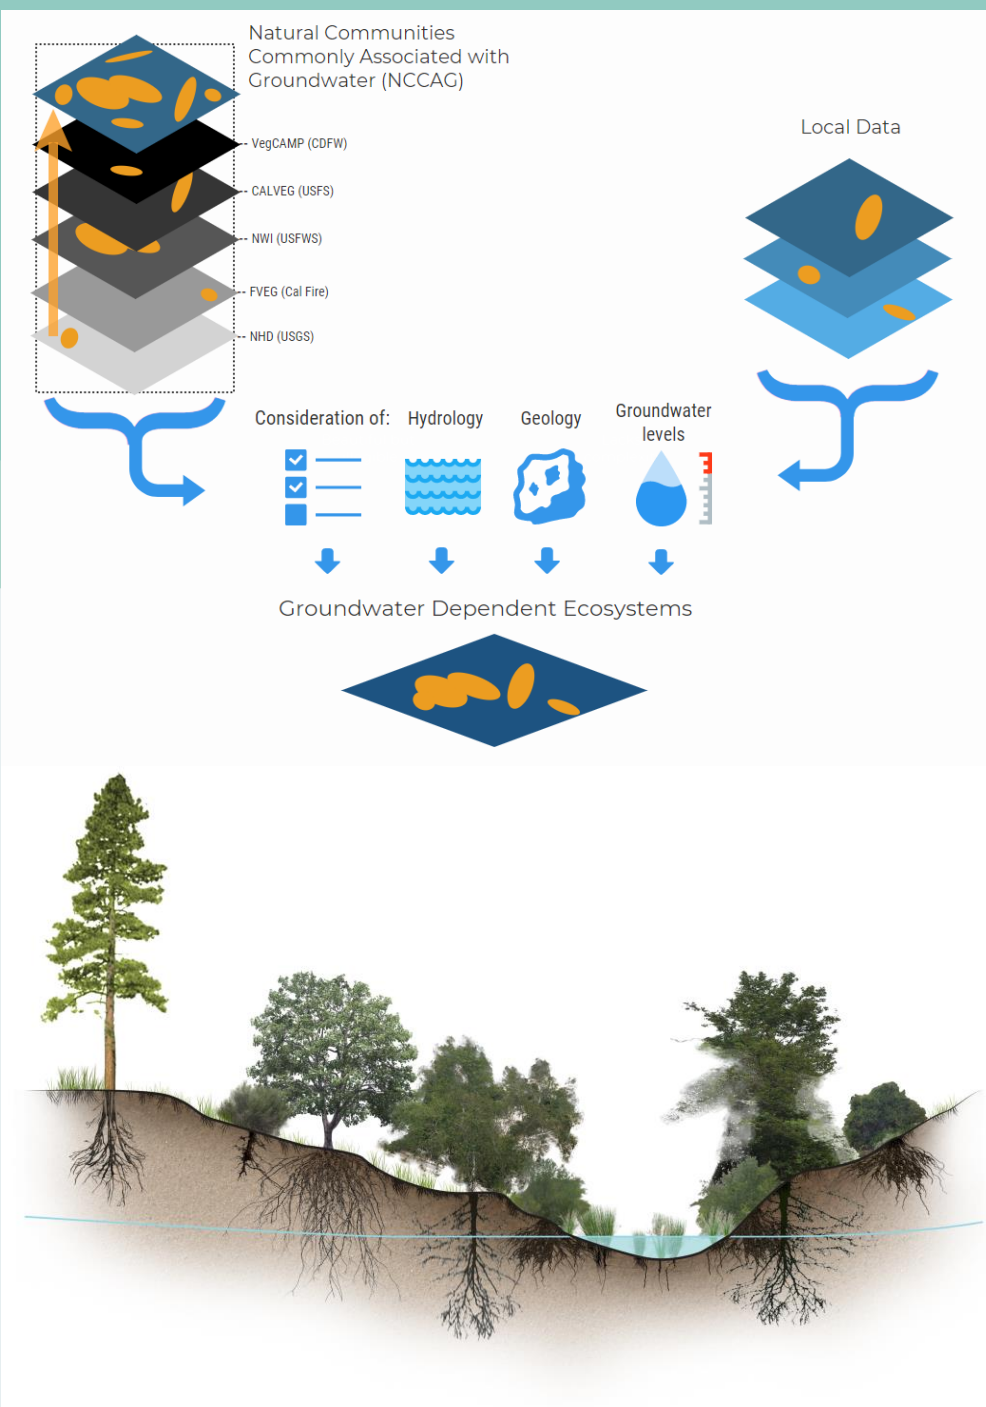 Natural Communities
Commonly Associated with
Groundwater (NCCAG)
Local Data
VegCAMP (CDFW)
CALVEG (USFS)
NWI (USFWS)
FVEG (Cal Fire)
NHD (USGS)
Consideration of:
Hydrology
Geology
Groundwater
levels
Groundwater Dependent Ecosystems